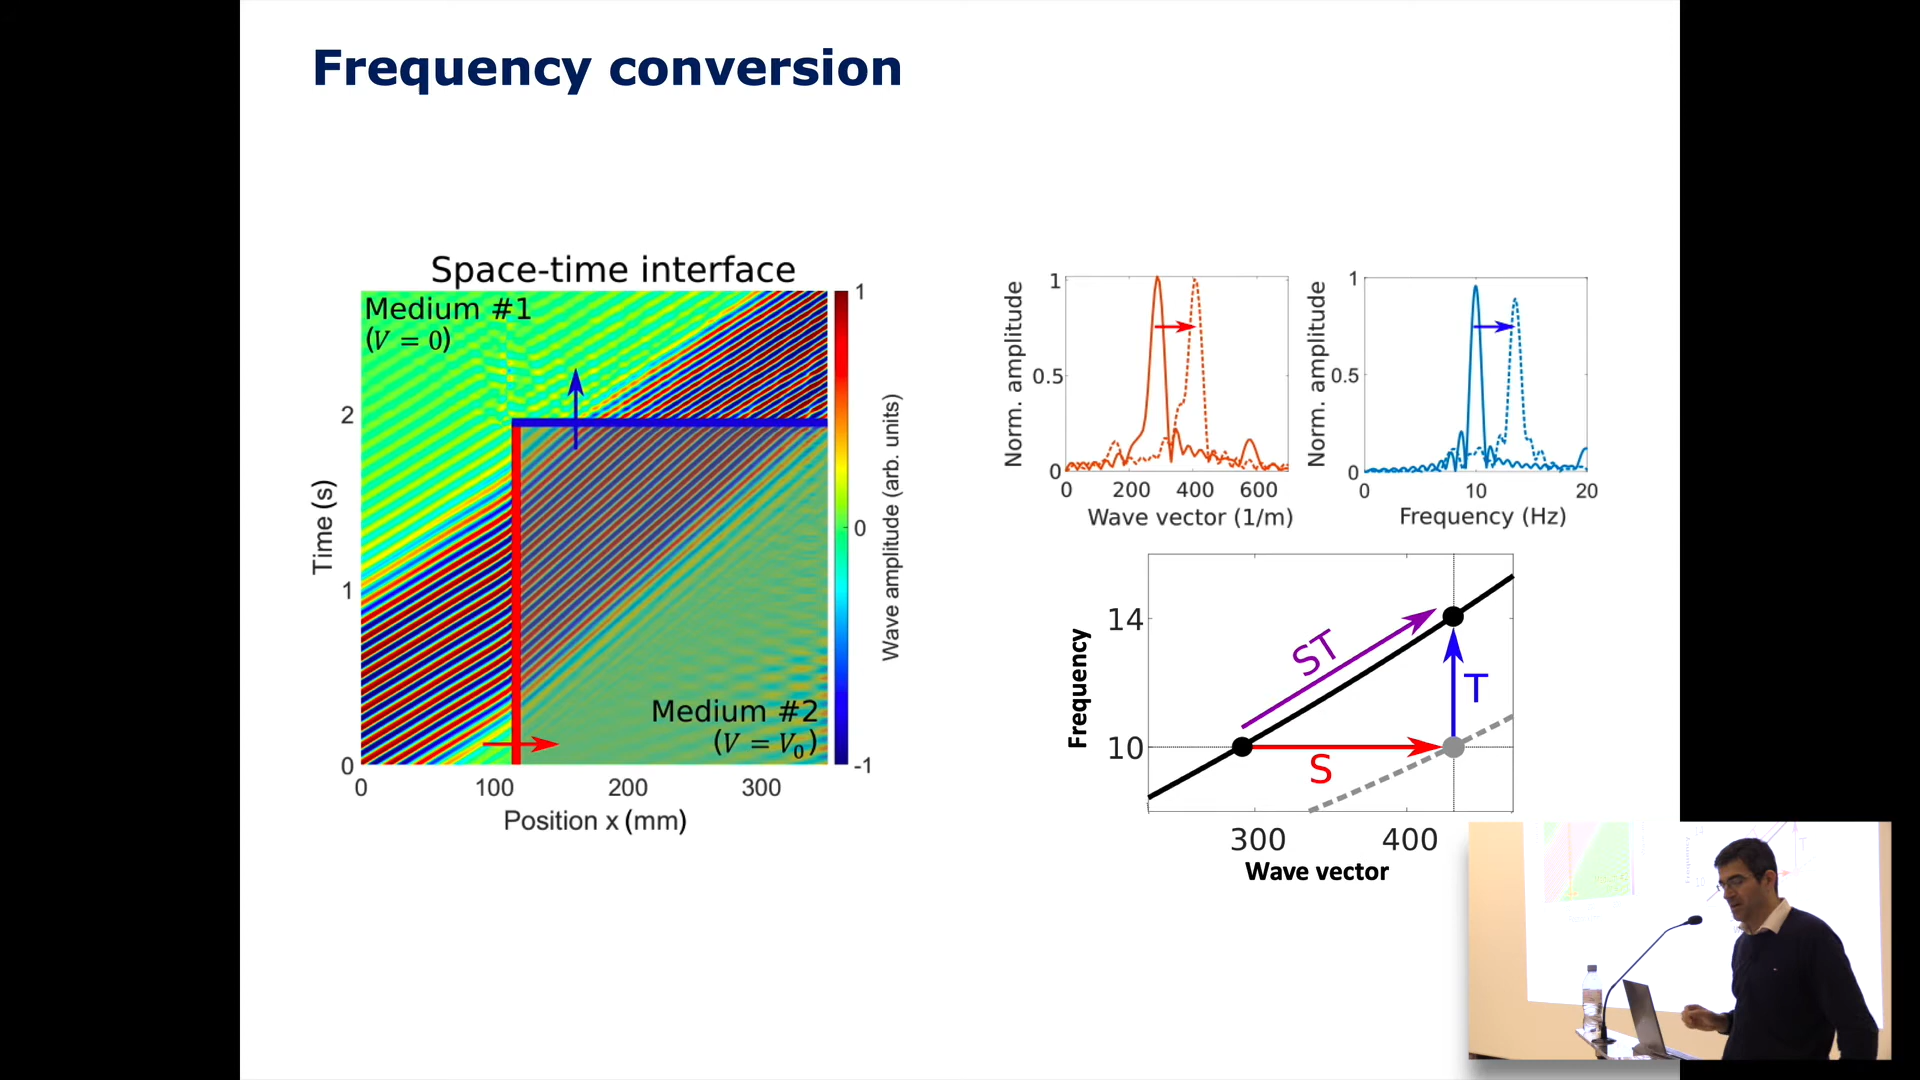 Frequency conversion
Space-time interface
Medium #1
(V = 0)
Medium #2
(V = V₀)
Time (s)
2
1
0
0
100
200
300
Position x (mm)
1
0
-1
Wave amplitude (arb. units)
Norm. amplitude
1
0.5
0
0
200
400
600
Wave vector (1/m)
Norm. amplitude
1
0.5
0
0
10
20
Frequency (Hz)
Frequency
14
10
ST
T
S
300
400
Wave vector